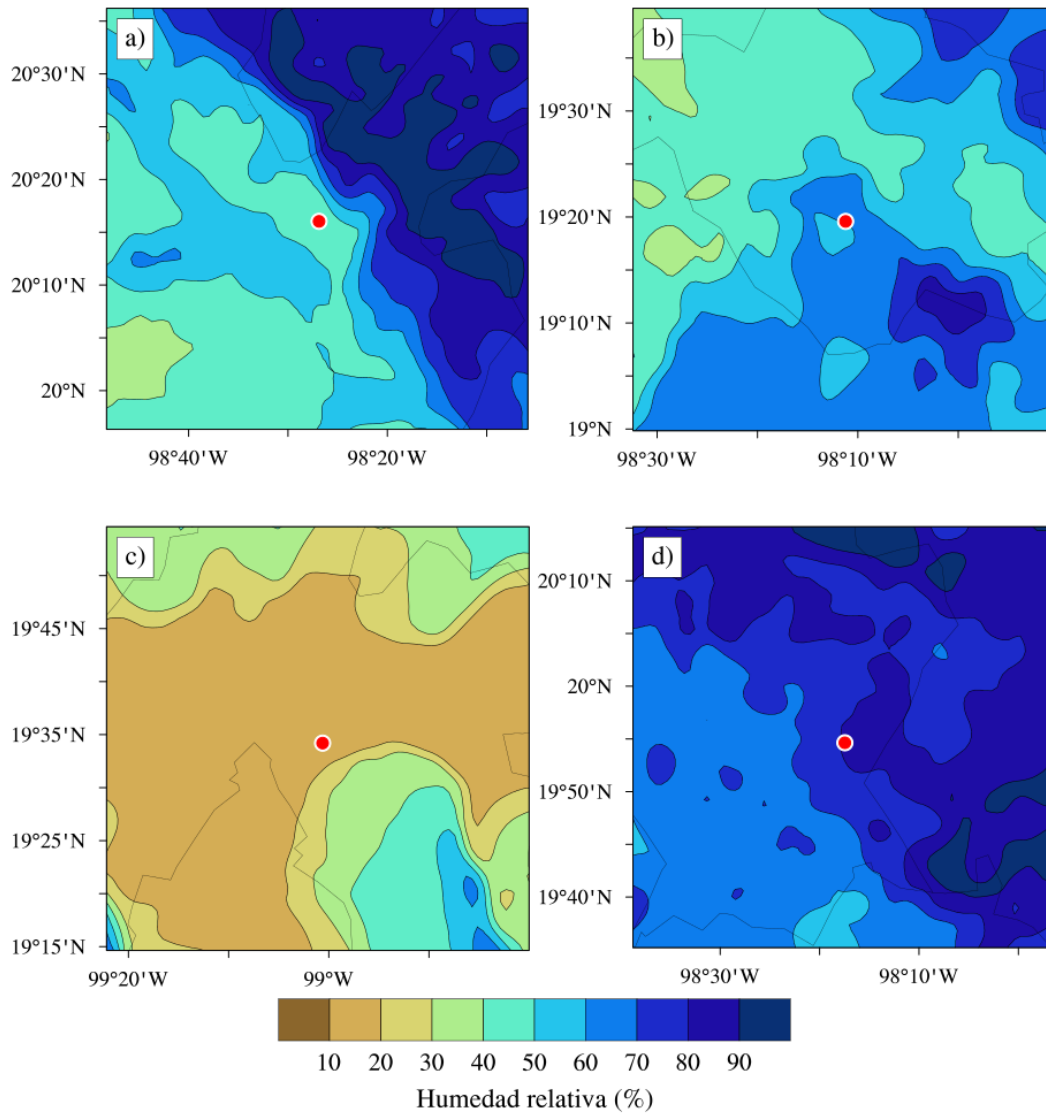 a)
20°30'N
20°20'N
20°10'N
20°N
98°40'W
98°20'W
b)
19°30'N
19°20'N
19°10'N
19°N
98°30'W
98°10'W
c)
19°45'N
19°35'N
19°25'N
19°15'N
99°20'W
99°W
d)
20°10'N
20°N
19°50'N
19°40'N
98°30'W
98°10'W
10 20 30 40 50 60 70 80 90
Humedad relativa (%)